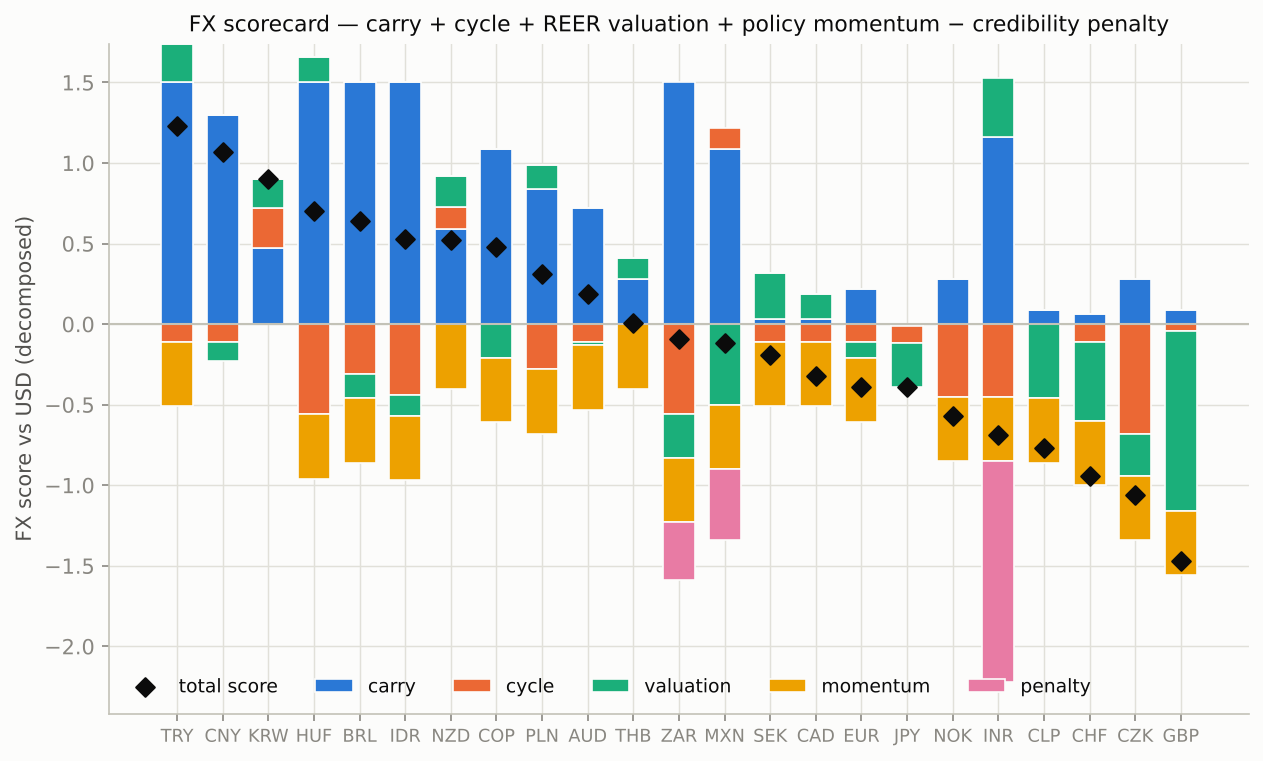 FX scorecard — carry + cycle + REER valuation + policy momentum − credibility penalty
FX score vs USD (decomposed)
1.5
1.0
0.5
0.0
−0.5
−1.0
−1.5
−2.0
total score carry cycle valuation momentum penalty
TRY CNY KRW HUF BRL IDR NZD COP PLN AUD THB ZAR MXN SEK CAD EUR JPY NOK INR CLP CHF CZK GBP